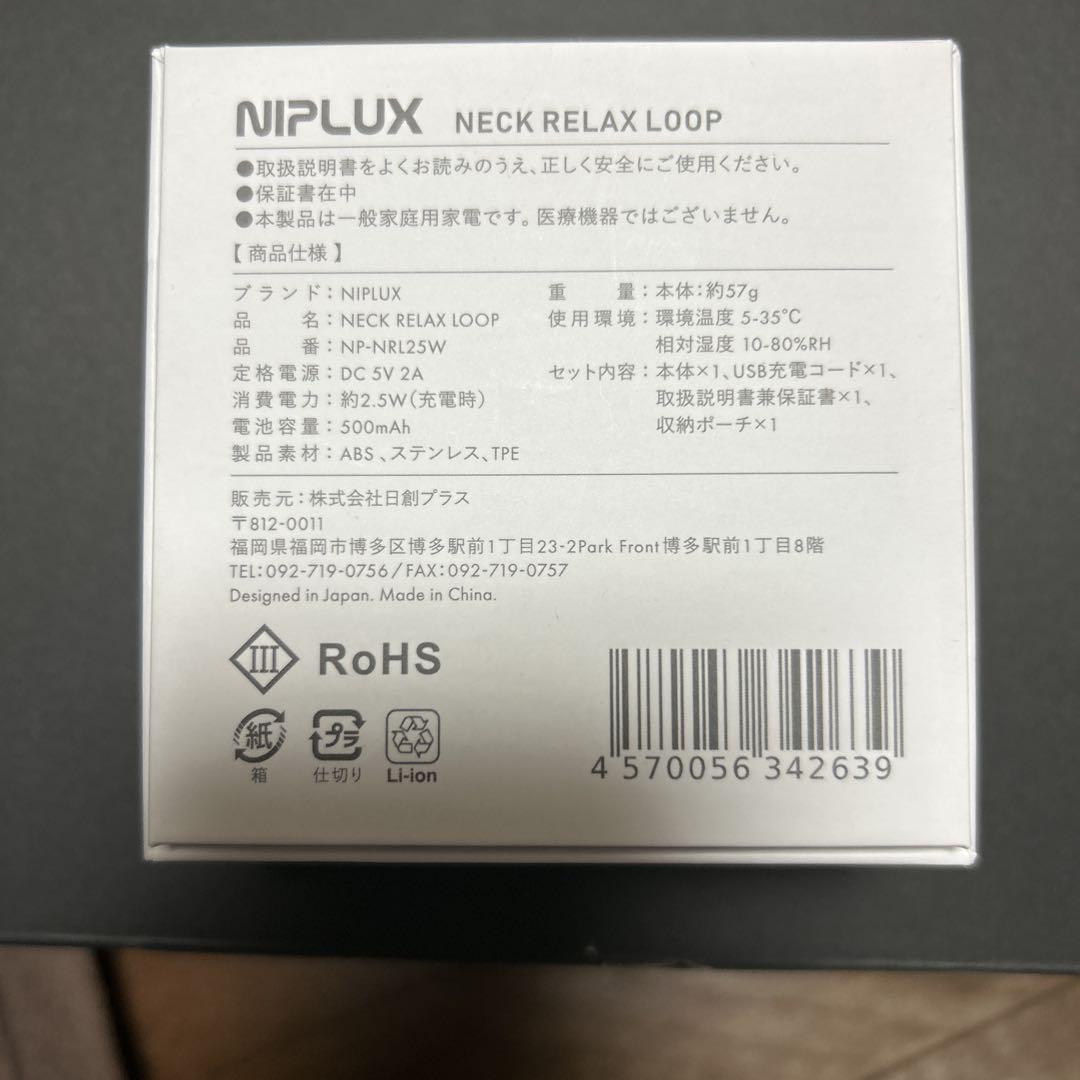 NIPLUX NECK RELAX LOOP
●取扱説明書をよくお読みのうえ、正しく安全にご使用ください。
●保証書在中
●本製品は一般家庭用家電です。医療機器ではございません。
【商品仕様】
ブランド：NIPLUX
品名：NECK RELAX LOOP
品番：NP-NRL25W
定格電源：DC 5V 2A
消費電力：約2.5W（充電時）
電池容量：500mAh
製品素材：ABS、ステンレス、TPE
重量：本体：約57g
使用環境：環境温度 5-35℃
相対湿度 10-80%RH
セット内容：本体×1、USB充電コード×1、
取扱説明書兼保証書×1、
収納ポーチ×1
販売元：株式会社日創プラス
〒812-0011
福岡県福岡市博多区博多駅前1丁目23-2Park Front博多駅前1丁目8階
TEL：092-719-0756/FAX：092-719-0757
Designed in Japan. Made in China.
III RoHS
紙 プラ
箱 仕切り Li-ion
4 570056 342639